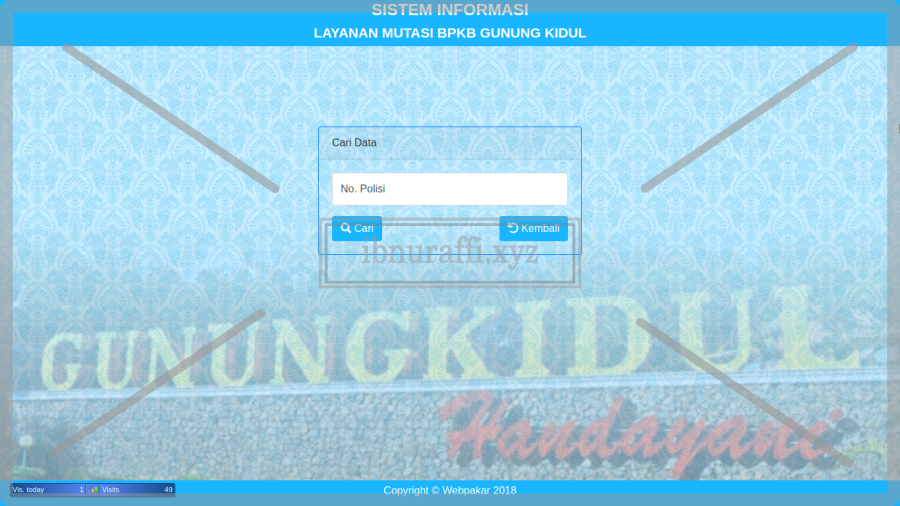 SISTEM INFORMASI
LAYANAN MUTASI BPKB GUNUNG KIDUL
Cari Data
No. Polisi
Cari
Kembali
ibnuraffi.xyz
GUNUNGKIDUL
Handayani
Vis. today 1
Visits 49
Copyright © Webpakar 2018